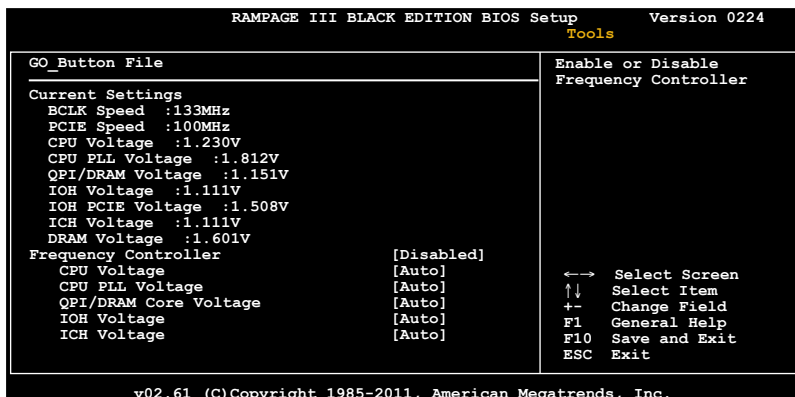 RAMPAGE III BLACK EDITION BIOS Setup Version 0224
Tools
GO_Button File
Current Settings
BCLK Speed :133MHz
PCIE Speed :100MHz
CPU Voltage :1.230V
CPU PLL Voltage :1.812V
QPI/DRAM Voltage :1.151V
IOH Voltage :1.111V
IOH PCIE Voltage :1.508V
ICH Voltage :1.111V
DRAM Voltage :1.601V
Frequency Controller [Disabled]
CPU Voltage [Auto]
CPU PLL Voltage [Auto]
QPI/DRAM Core Voltage [Auto]
IOH Voltage [Auto]
ICH Voltage [Auto]
Enable or Disable
Frequency Controller
←→ Select Screen
↑↓ Select Item
+- Change Field
F1 General Help
F10 Save and Exit
ESC Exit
v02.61 (C)Copyright 1985-2011, American Megatrends, Inc.